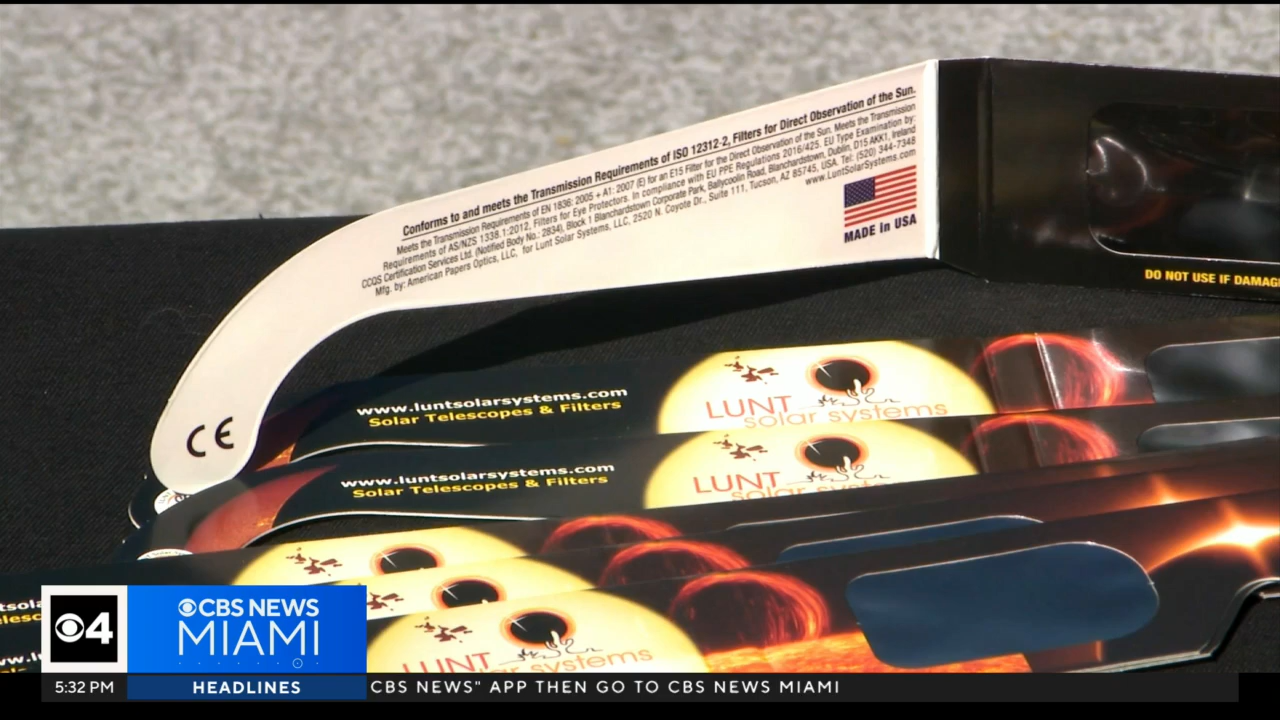 Conforms to and meets the Transmission Requirements of ISO 12312-2, Filters for Direct Observation of the Sun.
Meets the Transmission Requirements of EN 1836: 2005 + A1: 2007 (E) for an E15 Filter for the Direct Observation of the Sun. Meets the Transmission
Requirements of AS/NZS 1338.1:2012, Filters for Eye Protectors. In compliance with EU PPE Regulations 2016/425. EU Type Examination by:
CCQS Certification Services Ltd. (Notified Body No.: 2834), Block 1 Blanchardstown Corporate Park, Ballycoolin Road, Blanchardstown, Dublin, D15 AKK1, Ireland
Mfg. by: American Papers Optics, LLC, for Lunt Solar Systems, LLC, 2520 N. Coyote Dr., Suite 111, Tucson, AZ 85745, USA. Tel: (520) 344-7348
www.LuntSolarSystems.com
MADE in USA
DO NOT USE IF DAMAG
CE
www.luntsolarsystems.com
Solar Telescopes & Filters
LUNT
solar systems
www.luntsolarsystems.com
Solar Telescopes & Filters
LUNT
solar syst
LUNT
ar systems
4
CBS NEWS
MIAMI
5:32 PM
HEADLINES
CBS NEWS" APP THEN GO TO CBS NEWS MIAMI